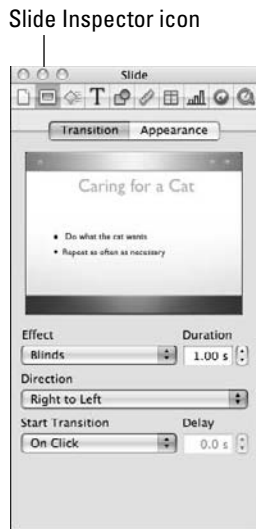 Slide Inspector icon
Slide
T
Transition Appearance
Caring for a Cat
• Do what the cat wants
• Repeat as often as necessary
Effect Duration
Blinds 1.00 s
Direction
Right to Left
Start Transition Delay
On Click 0.0 s